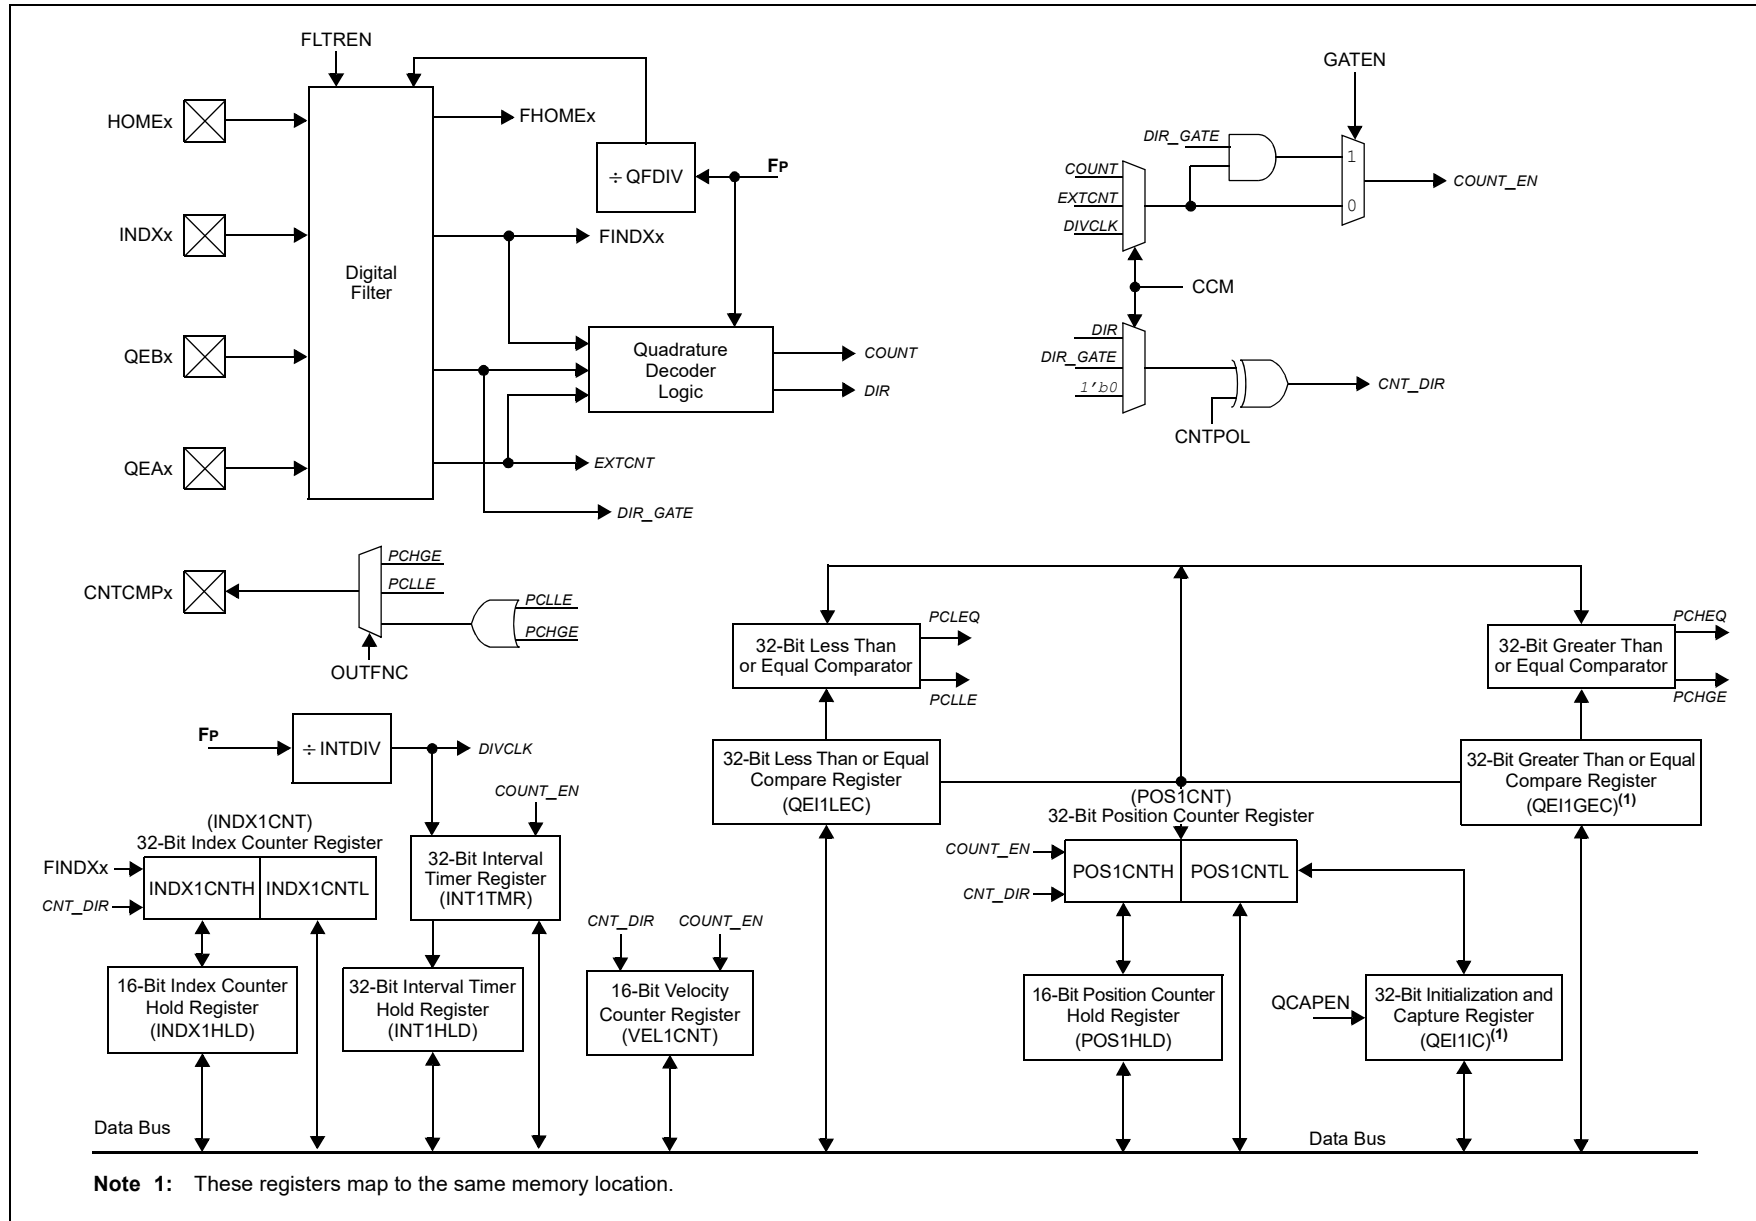 FLTREN
HOMEx
FHOMEx
÷ QFDIV
FP
INDXx
FINDXx
Digital
Filter
QEBx
Quadrature
Decoder
Logic
COUNT
DIR
QEAx
EXTCNT
DIR_GATE
GATEN
DIR_GATE
COUNT
EXTCNT
DIVCLK
1
0
COUNT_EN
CCM
DIR
DIR_GATE
1'b0
CNT_DIR
CNTPOL
CNTCMPx
PCHGE
PCLLE
PCLLE
PCHGE
OUTFNC
32-Bit Less Than
or Equal Comparator
PCLEQ
PCLLE
32-Bit Greater Than
or Equal Comparator
PCHEQ
PCHGE
FP
÷ INTDIV
DIVCLK
COUNT_EN
32-Bit Less Than or Equal
Compare Register
(QEI1LEC)
32-Bit Greater Than or Equal
Compare Register
(QEI1GEC)(1)
(INDX1CNT)
32-Bit Index Counter Register
FINDXx
CNT_DIR
INDX1CNTH
INDX1CNTL
32-Bit Interval
Timer Register
(INT1TMR)
(POS1CNT)
32-Bit Position Counter Register
COUNT_EN
CNT_DIR
POS1CNTH
POS1CNTL
16-Bit Index Counter
Hold Register
(INDX1HLD)
32-Bit Interval Timer
Hold Register
(INT1HLD)
CNT_DIR
COUNT_EN
16-Bit Velocity
Counter Register
(VEL1CNT)
16-Bit Position Counter
Hold Register
(POS1HLD)
QCAPEN
32-Bit Initialization and
Capture Register
(QEI1IC)(1)
Data Bus
Data Bus
Note 1: These registers map to the same memory location.